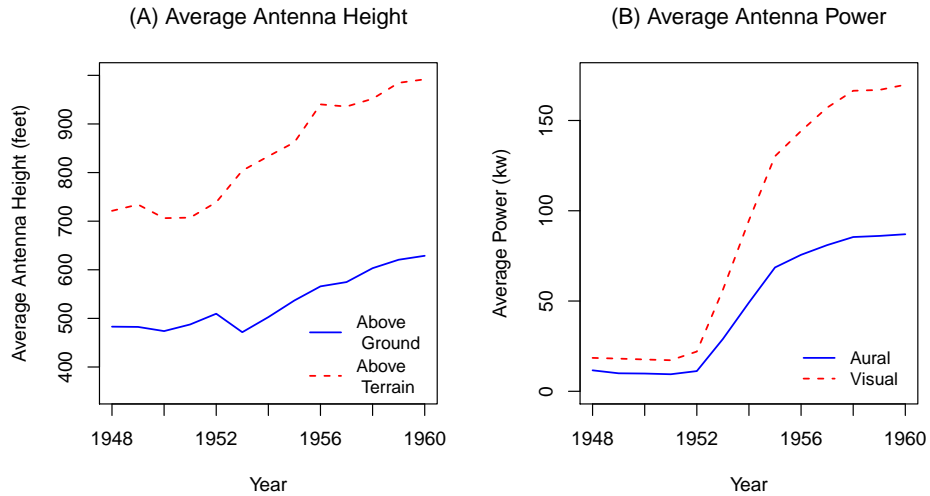 (A) Average Antenna Height
Average Antenna Height (feet)
900
800
700
600
500
400
1948
1952
1956
1960
Year
Above
Ground
Above
Terrain
(B) Average Antenna Power
Average Power (kw)
150
100
50
0
1948
1952
1956
1960
Year
Aural
Visual